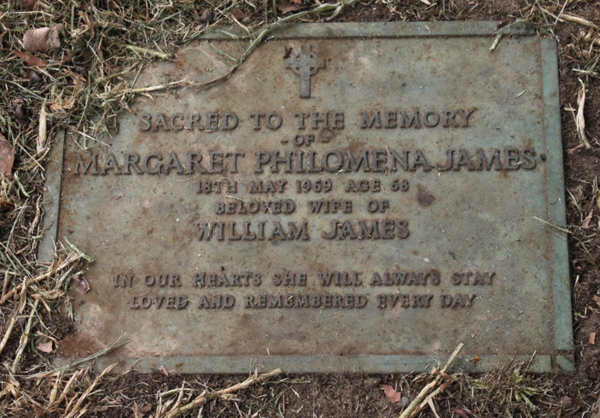 SACRED TO THE MEMORY
- OF -
MARGARET PHILOMENA JAMES
18TH MAY 1969 AGE 68
BELOVED WIFE OF
WILLIAM JAMES
IN OUR HEARTS SHE WILL ALWAYS STAY
LOVED AND REMEMBERED EVERY DAY